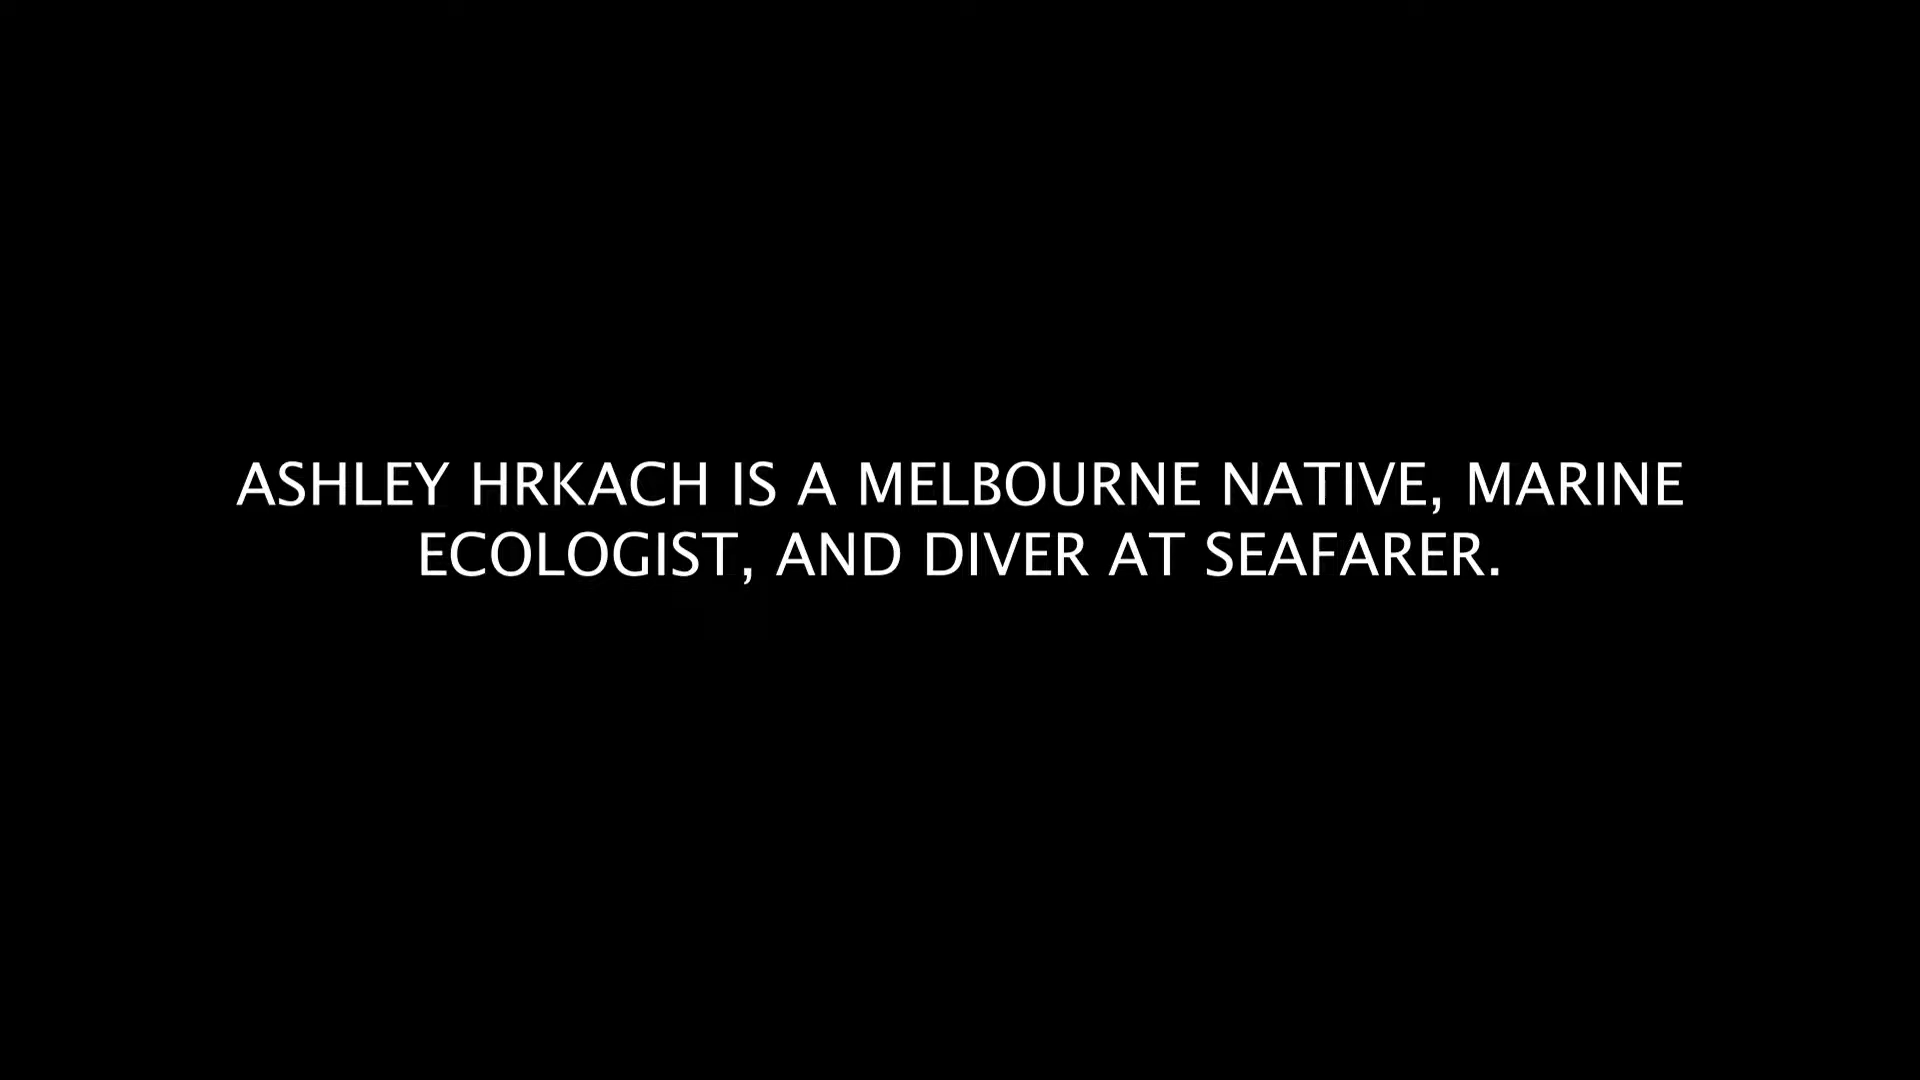 ASHLEY HRKACH IS A MELBOURNE NATIVE, MARINE
ECOLOGIST, AND DIVER AT SEAFARER.